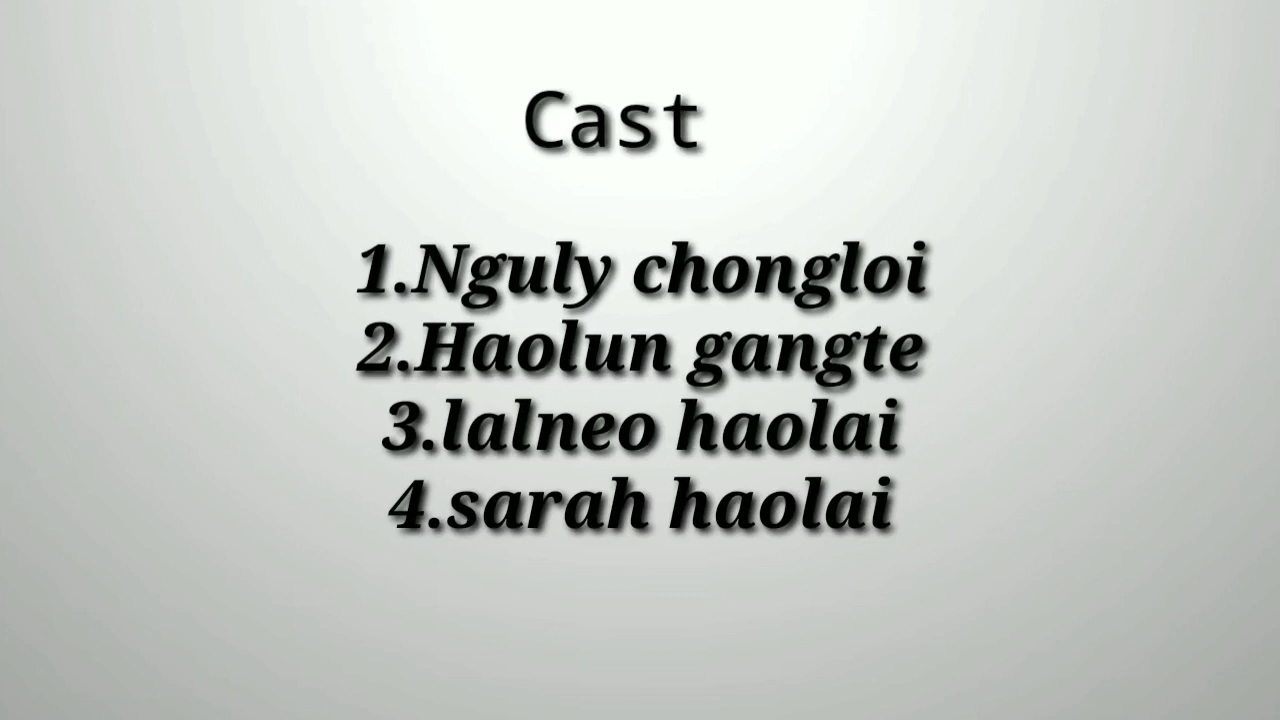 Cast
1.Nguly chongloi
2.Haolun gangte
3.lalneo haolai
4.sarah haolai